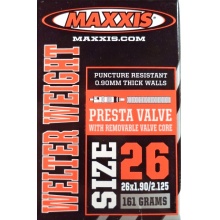 MAXXIS®
MAXXIS.COM
WELTER WEIGHT
PUNCTURE RESISTANT
0.90MM THICK WALLS
PRESTA VALVE
WITH REMOVABLE VALVE CORE
SIZE
26
26x1.90/2.125
161 GRAMS